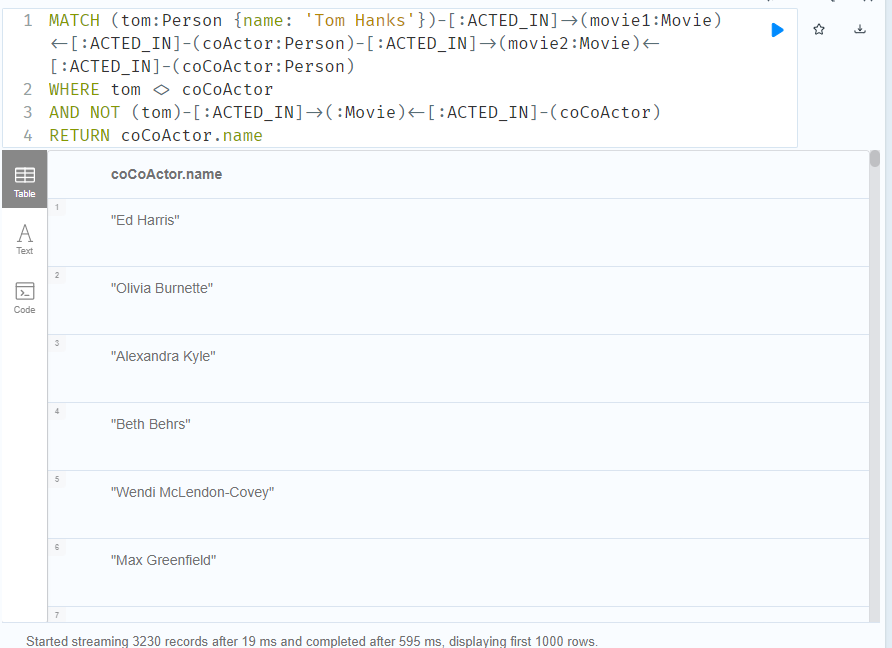 1 MATCH (tom:Person {name: 'Tom Hanks'})-[:ACTED_IN]→(movie1:Movie)
←[:ACTED_IN]-(coActor:Person)-[:ACTED_IN]→(movie2:Movie)←
[:ACTED_IN]-(coCoActor:Person)
2 WHERE tom <> coCoActor
3 AND NOT (tom)-[:ACTED_IN]→(:Movie)←[:ACTED_IN]-(coCoActor)
4 RETURN coCoActor.name
Table
Text
Code
coCoActor.name
1
"Ed Harris"
2
"Olivia Burnette"
3
"Alexandra Kyle"
4
"Beth Behrs"
5
"Wendi McLendon-Covey"
6
"Max Greenfield"
7
Started streaming 3230 records after 19 ms and completed after 595 ms, displaying first 1000 rows.